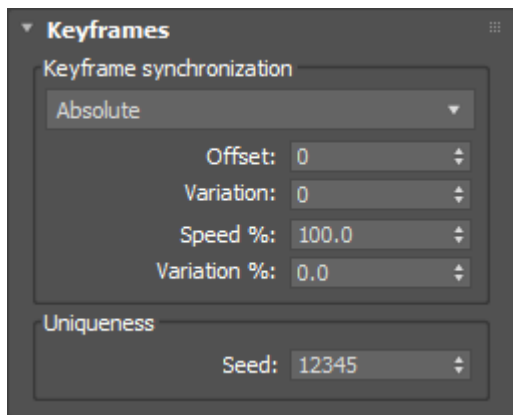 Keyframes
Keyframe synchronization
Absolute
Offset: 0
Variation: 0
Speed %: 100.0
Variation %: 0.0
Uniqueness
Seed: 12345